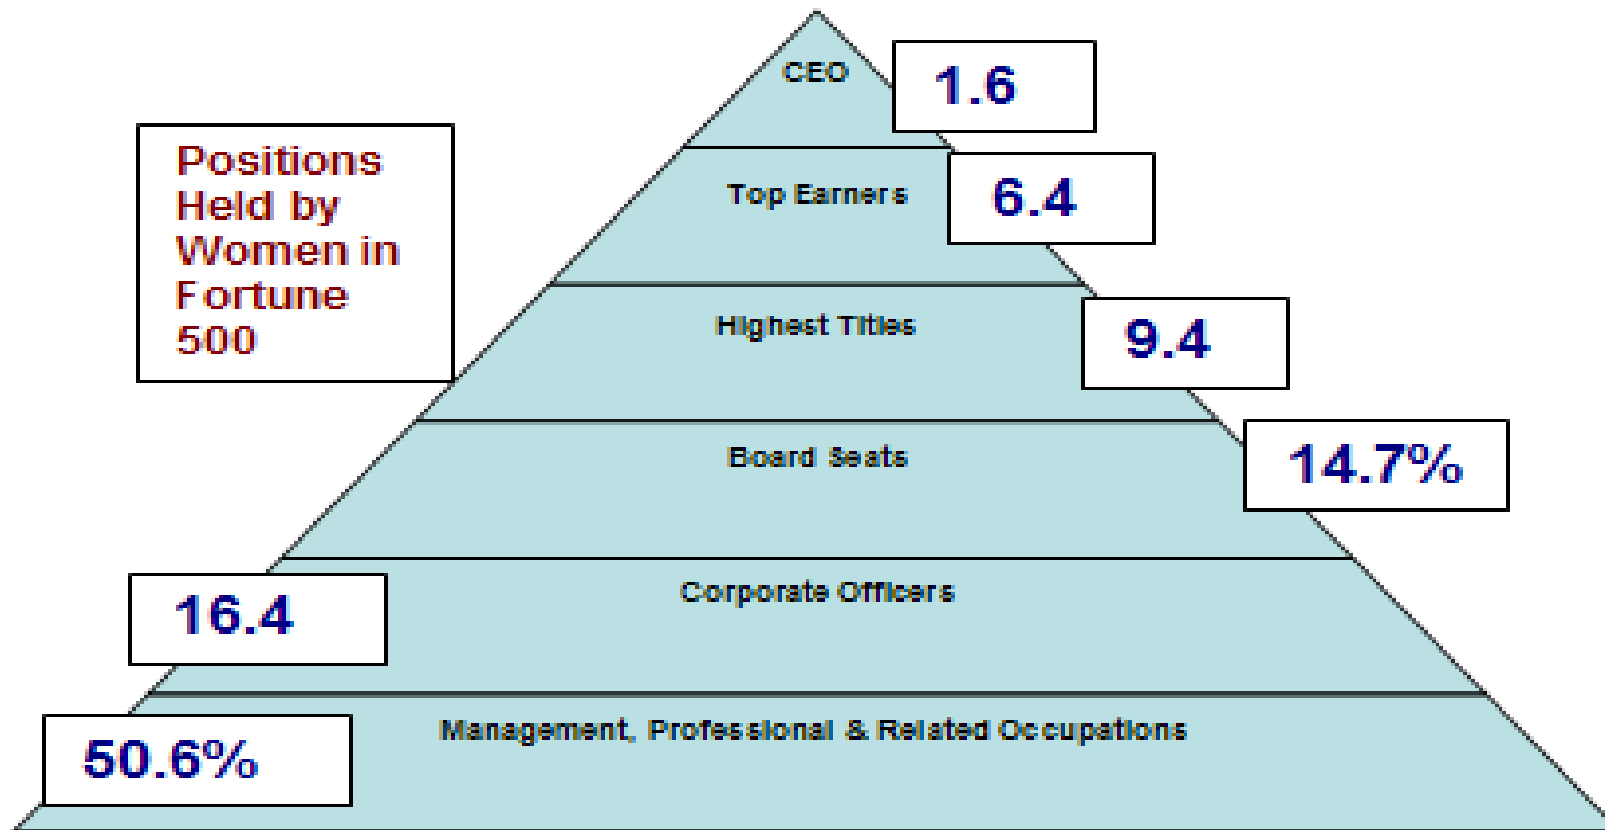 CEO
1.6
Positions
Held by
Women in
Fortune
500
Top Earners
6.4
Highest Titles
9.4
Board Seats
14.7%
Corporate Officers
16.4
Management, Professional & Related Occupations
50.6%